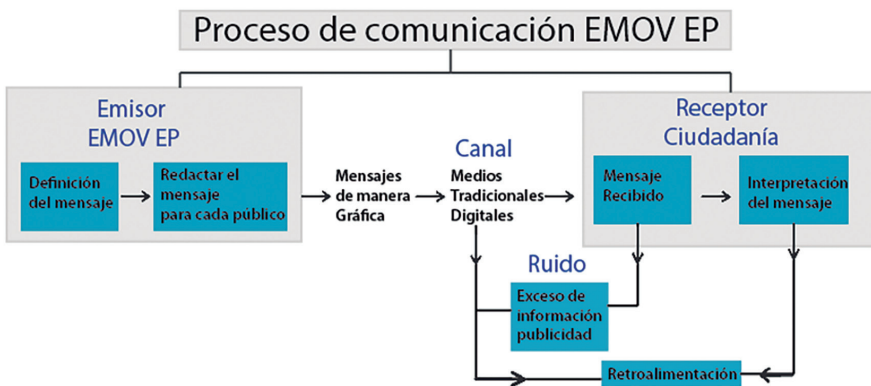 Proceso de comunicación EMOV EP
Emisor
EMOV EP
Definición
del mensaje
Redactar el
mensaje
para cada público
Mensajes
de manera
Gráfica
Canal
Medios
Tradicionales
Digitales
Receptor
Ciudadanía
Mensaje
Recibido
Interpretación
del mensaje
Ruido
Exceso de
información
publicidad
Retroalimentación